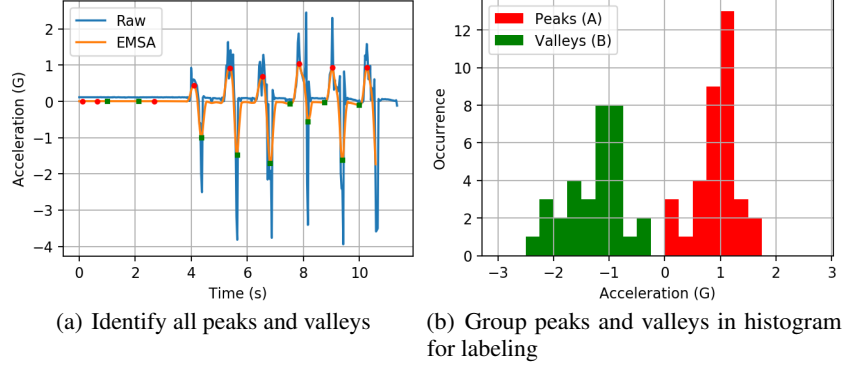 Raw
EMSA
2
1
0
−1
−2
−3
−4
Acceleration (G)
0
2
4
6
8
10
Time (s)
(a) Identify all peaks and valleys
Peaks (A)
Valleys (B)
12
10
8
6
4
2
0
Occurrence
−3
−2
−1
0
1
2
3
Acceleration (G)
(b) Group peaks and valleys in histogram
for labeling